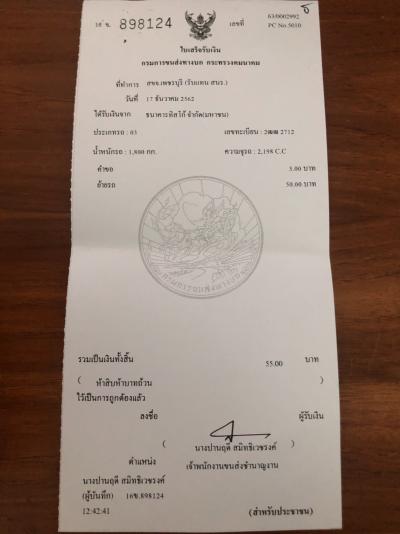 16 ข. 898124 เลขที่ 63/0002992
PC No.5010
ใบเสร็จรับเงิน
กรมการขนส่งทางบก กระทรวงคมนาคม
ที่ทำการ สขจ.เพชรบุรี (รับแทน สนร.)
วันที่ 17 ธันวาคม 2562
ได้รับเงินจาก ธนาคารทิสโก้ จำกัด(มหาชน)
ประเภทรถ : 03 เลขทะเบียน : 2ฒฒ 2712
น้ำหนักรถ : 1,800 กก. ความจุรถ : 2,198 C.C
คำขอ 5.00 บาท
ย้ายรถ 50.00 บาท
รวมเป็นเงินทั้งสิ้น 55.00 บาท
( ห้าสิบห้าบาทถ้วน )
ไว้เป็นการถูกต้องแล้ว
ลงชื่อ ผู้รับเงิน
( นางปานฤดี สมิทธิเวชรงค์ )
ตำแหน่ง เจ้าพนักงานขนส่งชำนาญงาน
นางปานฤดี สมิทธิเวชรงค์
(ผู้บันทึก) 16ข.898124
12:42:41 (สำหรับประชาชน)